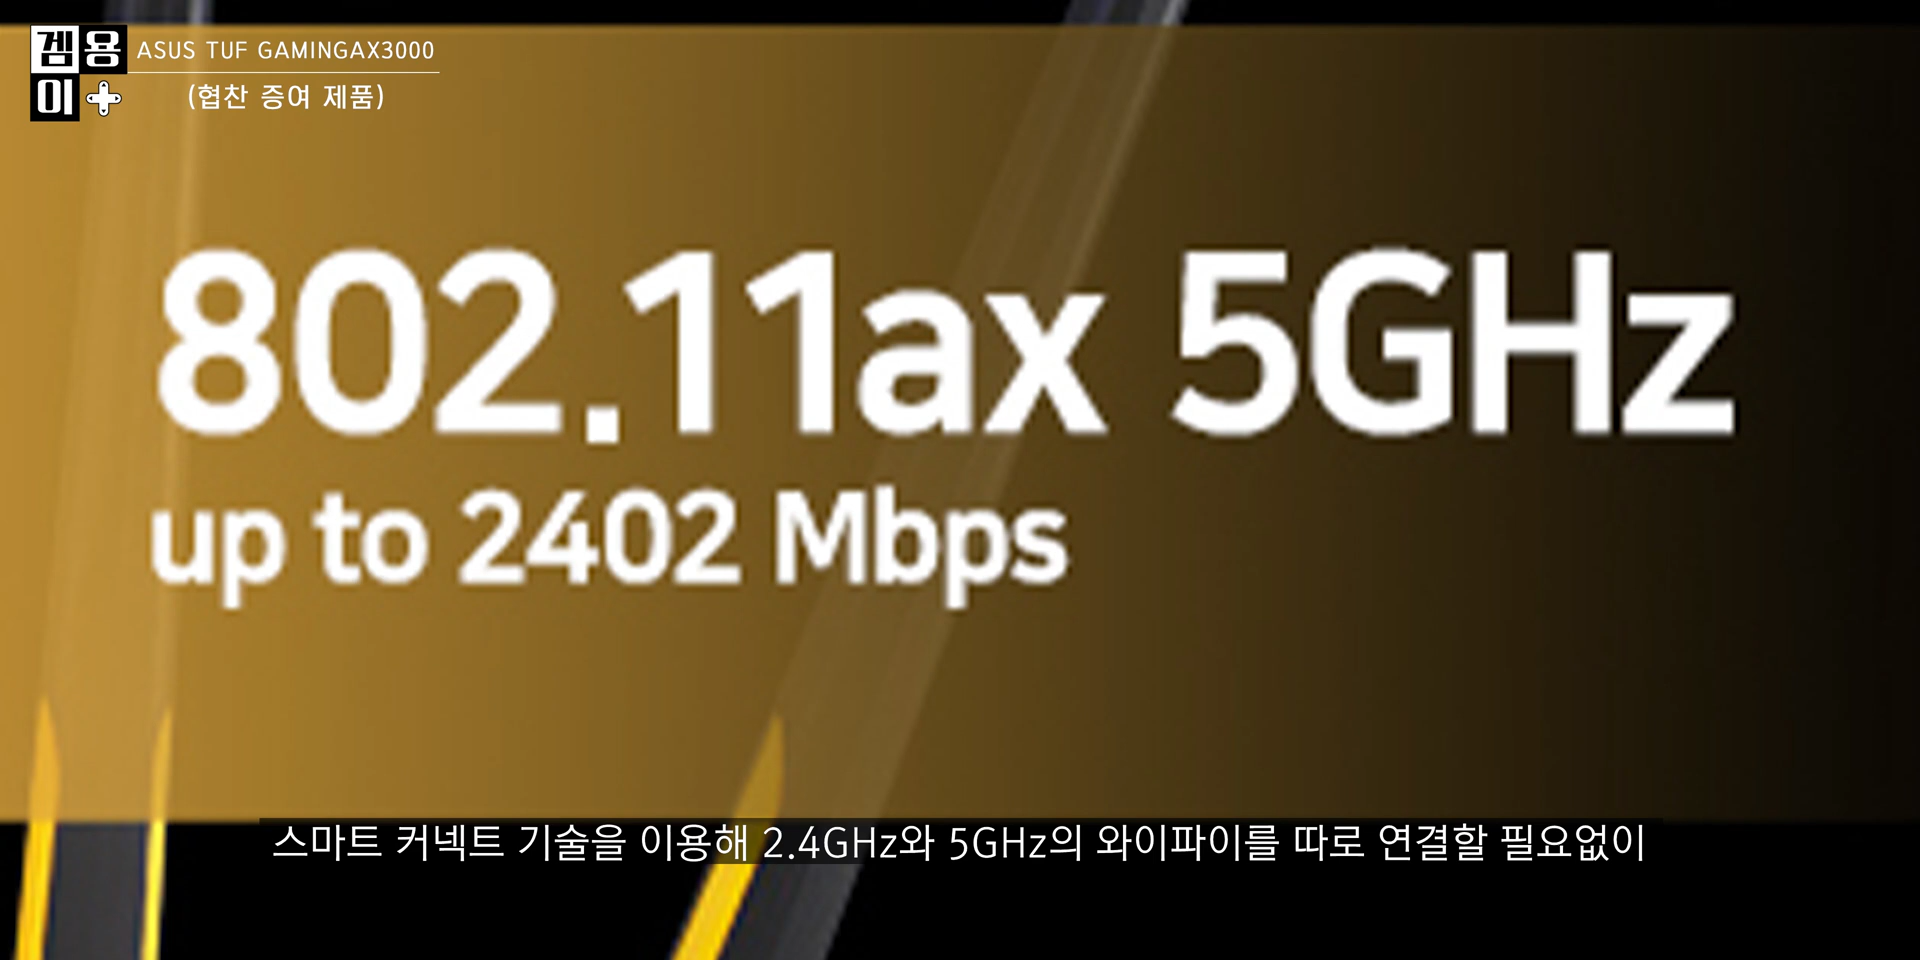 겜용
이
ASUS TUF GAMINGAX3000
(협찬 증여 제품)
802.11ax 5GHz
up to 2402 Mbps
스마트 커넥트 기술을 이용해 2.4GHz와 5GHz의 와이파이를 따로 연결할 필요없이